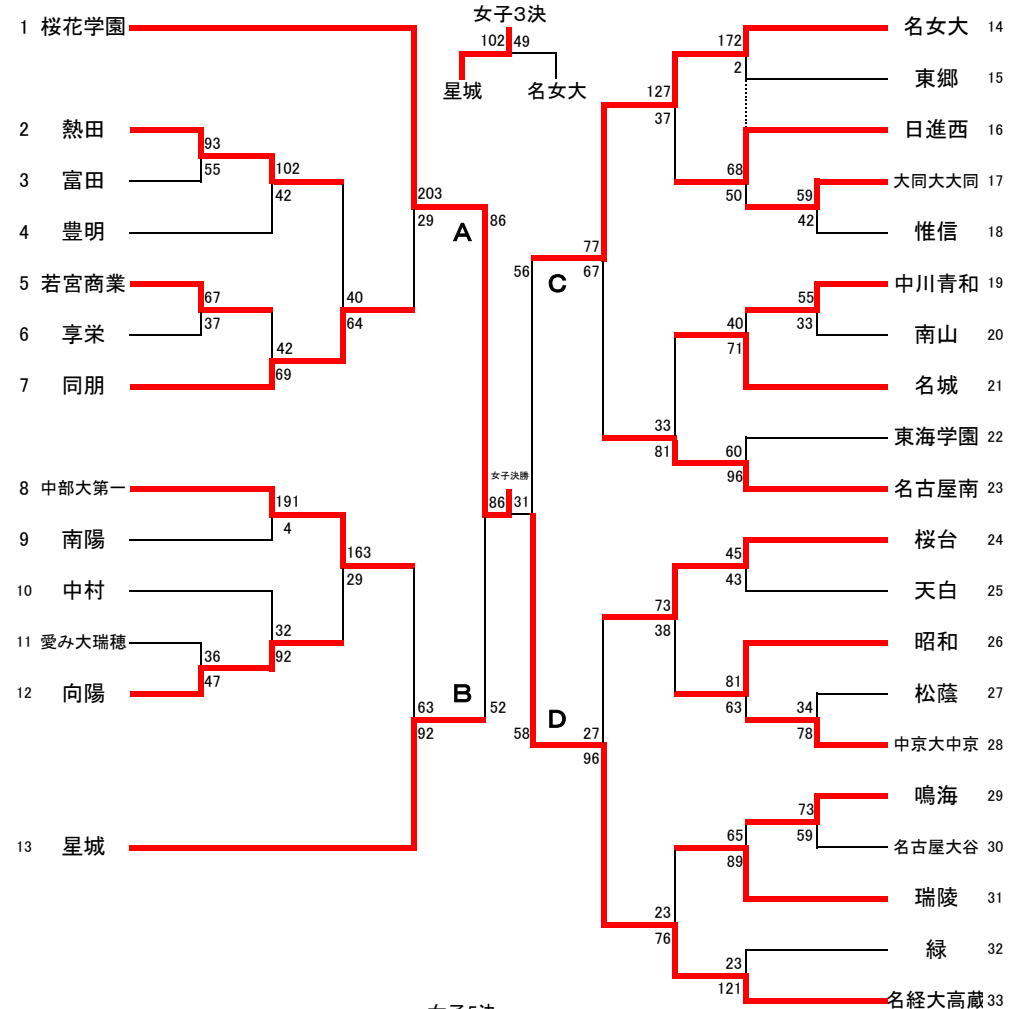 女子３決
102 49
星城 名女大
1 桜花学園
2 熱田
3 富田
4 豊明
5 若宮商業
6 享栄
7 同朋
8 中部大第一
9 南陽
10 中村
11 愛み大瑞穂
12 向陽
13 星城
93
55
102
42
67
37
42
69
40
64
203
29
A
86
191
4
163
29
36
47
32
92
63
92
B
52
女子決勝
86 31
56
C
77
67
58
D
27
96
127
37
172
2
68
50
59
42
33
81
40
71
55
33
60
96
73
38
45
43
81
63
34
78
23
76
65
89
73
59
23
121
名女大 14
東郷 15
日進西 16
大同大大同 17
惟信 18
中川青和 19
南山 20
名城 21
東海学園 22
名古屋南 23
桜台 24
天白 25
昭和 26
松蔭 27
中京大中京 28
鳴海 29
名古屋大谷 30
瑞陵 31
緑 32
名経大高蔵 33